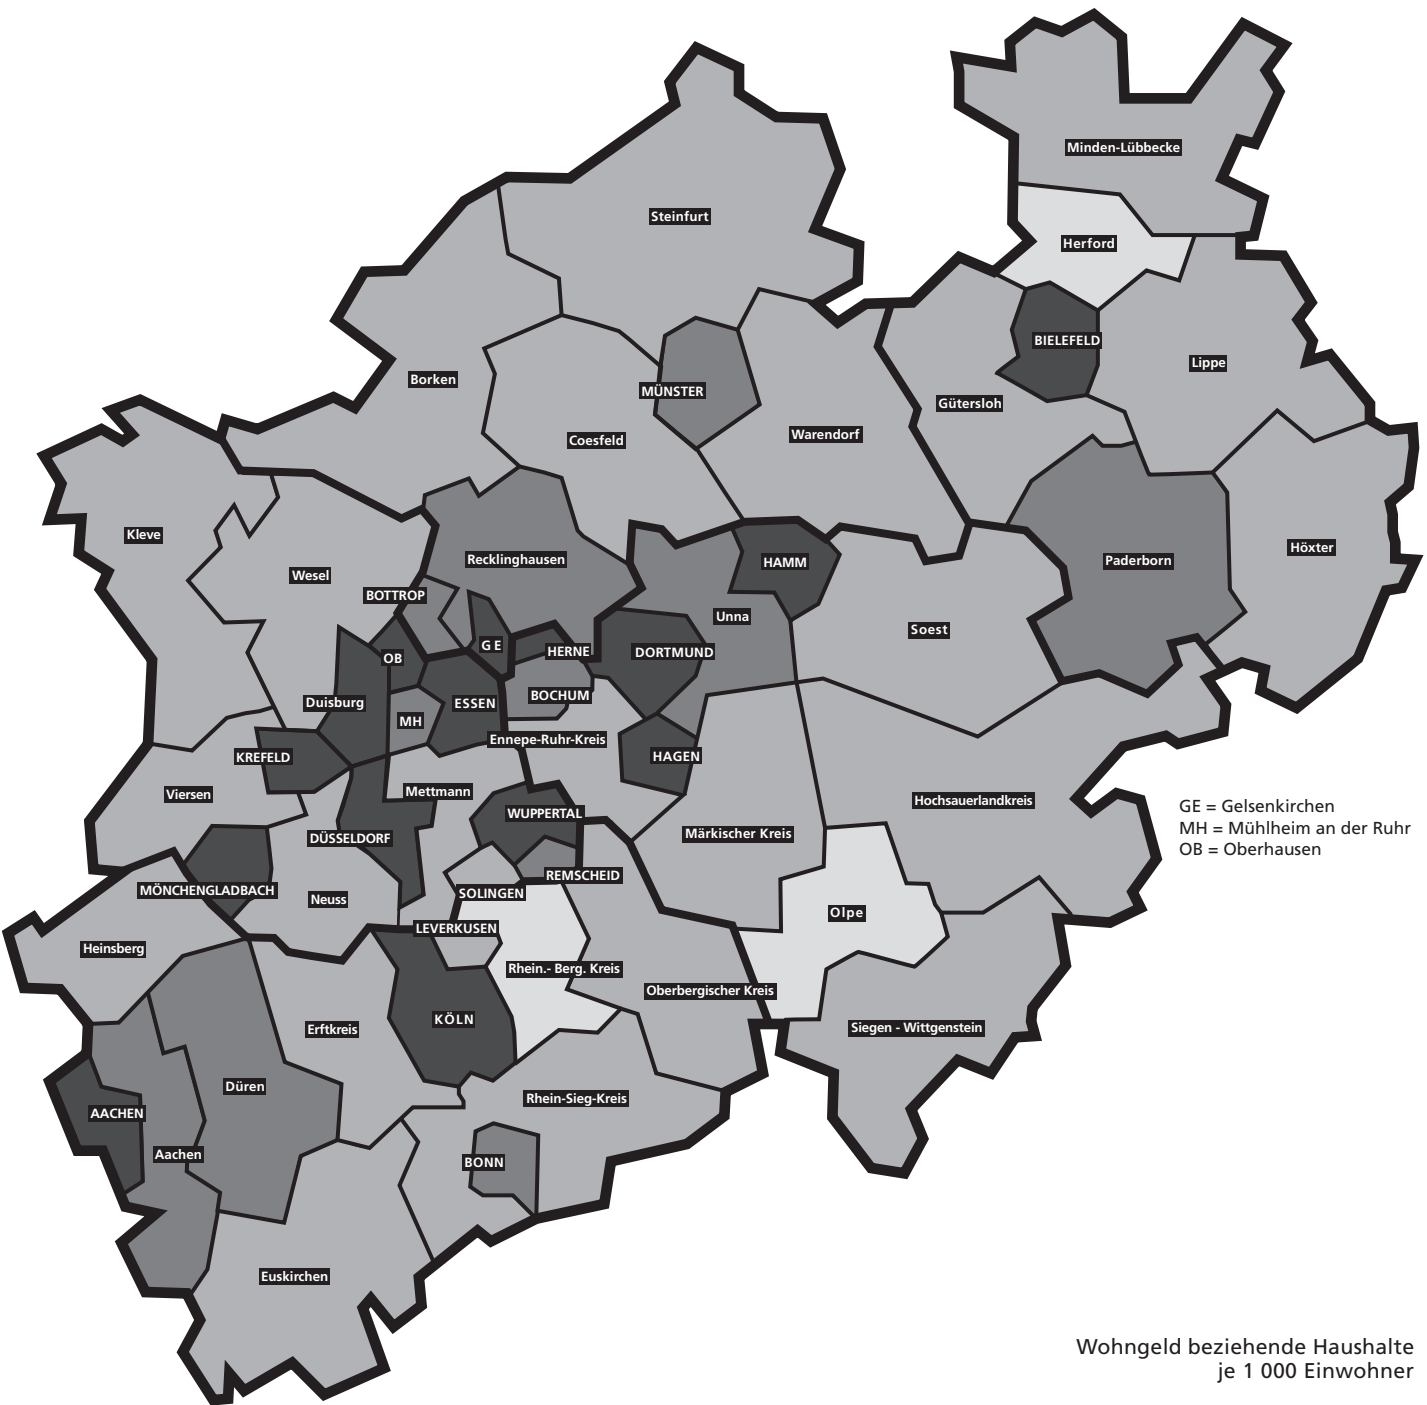 Minden-Lübbecke
Steinfurt
Herford
BIELEFELD
Lippe
Borken
MÜNSTER
Gütersloh
Coesfeld
Warendorf
Kleve
Höxter
Recklinghausen
HAMM
Paderborn
Wesel
BOTTROP
Unna
Soest
GE
HERNE
DORTMUND
OB
BOCHUM
Duisburg
ESSEN
MH
Ennepe-Ruhr-Kreis
KREFELD
HAGEN
Viersen
Mettmann
Hochsauerlandkreis
GE = Gelsenkirchen
WUPPERTAL
MH = Mühlheim an der Ruhr
DÜSSELDORF
Märkischer Kreis
OB = Oberhausen
REMSCHEID
MÖNCHENGLADBACH
SOLINGEN
Neuss
Olpe
LEVERKUSEN
Heinsberg
Rhein.- Berg. Kreis
Oberbergischer Kreis
KÖLN
Erftkreis
Siegen - Wittgenstein
Düren
Rhein-Sieg-Kreis
AACHEN
Aachen
BONN
Euskirchen
Wohngeld beziehende Haushalte
je 1 000 Einwohner